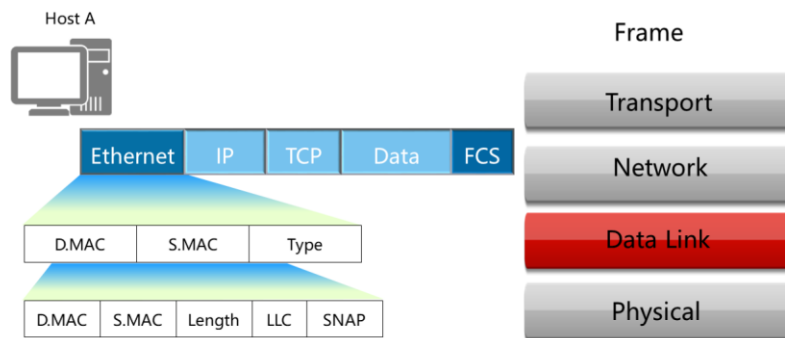 Host A
Frame
Transport
Ethernet IP TCP Data FCS
Network
D.MAC S.MAC Type
Data Link
D.MAC S.MAC Length LLC SNAP
Physical